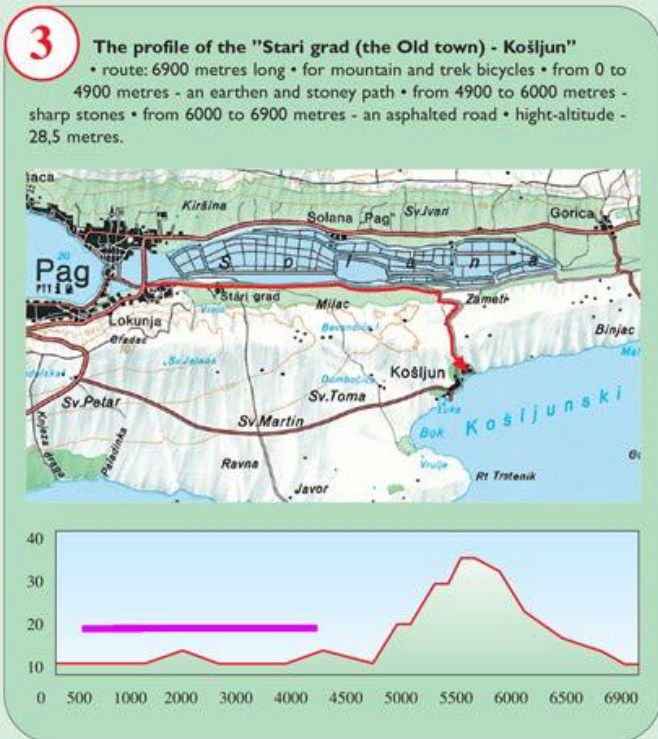 3
The profile of the "Stari grad (the Old town) - Košljun"
• route: 6900 metres long • for mountain and trek bicycles • from 0 to
4900 metres - an earthen and stoney path • from 4900 to 6000 metres -
sharp stones • from 6000 to 6900 metres - an asphalted road • hight-altitude -
28,5 metres.
Kiršina
Solana „Pag"
Sv.Ivan
Gorica
20
Pag
S o l a n a
Stari grad
Milac
Zameti
Lokunja
Binjac
Sv.Jelena
Košljun
Sv.Petar
Sv.Toma
Luka
Košljunski
Sv.Martin
Bok
Paladinka
Ravna
Vrulje
Javor
Rt Trstenik
40
30
20
10
0 500 1000 2000 3000 4000 4500 5000 5500 6000 6500 6900